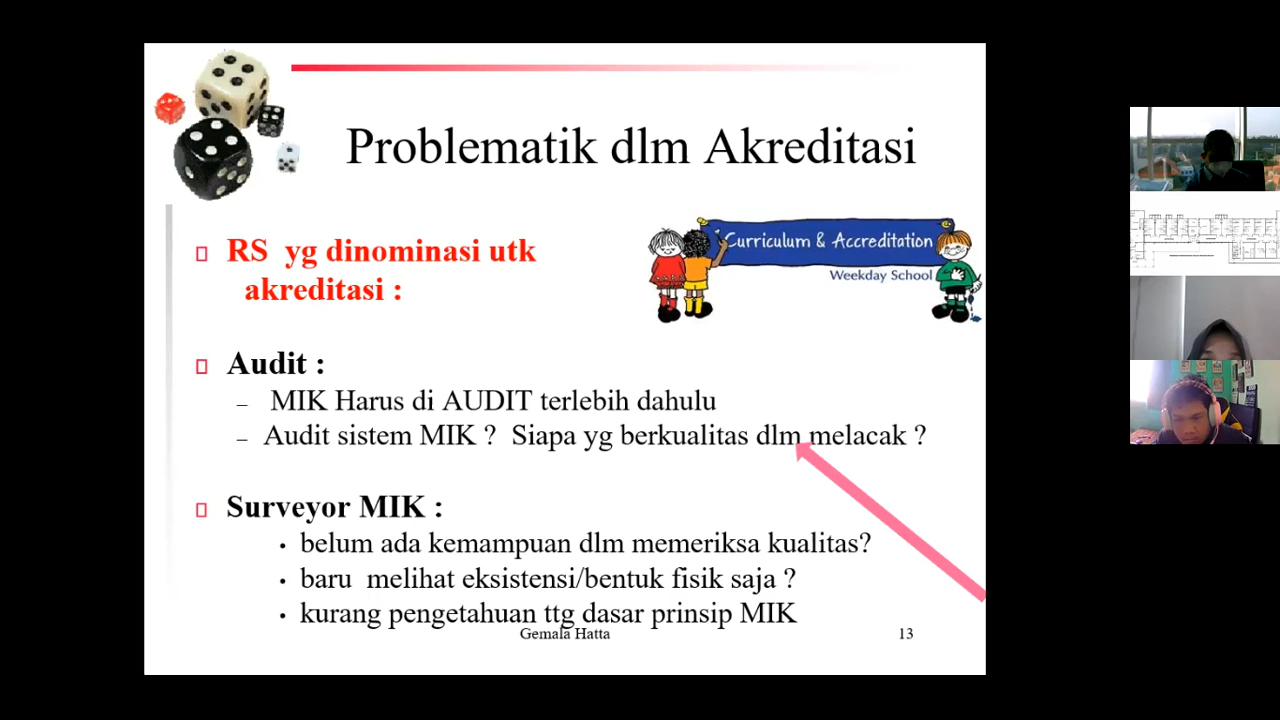 Problematik dlm Akreditasi
Curriculum & Accreditation
Weekday School
RS yg dinominasi utk
akreditasi :
Audit :
– MIK Harus di AUDIT terlebih dahulu
– Audit sistem MIK ? Siapa yg berkualitas dlm melacak ?
Surveyor MIK :
• belum ada kemampuan dlm memeriksa kualitas?
• baru melihat eksistensi/bentuk fisik saja ?
• kurang pengetahuan ttg dasar prinsip MIK
Gemala Hatta
13